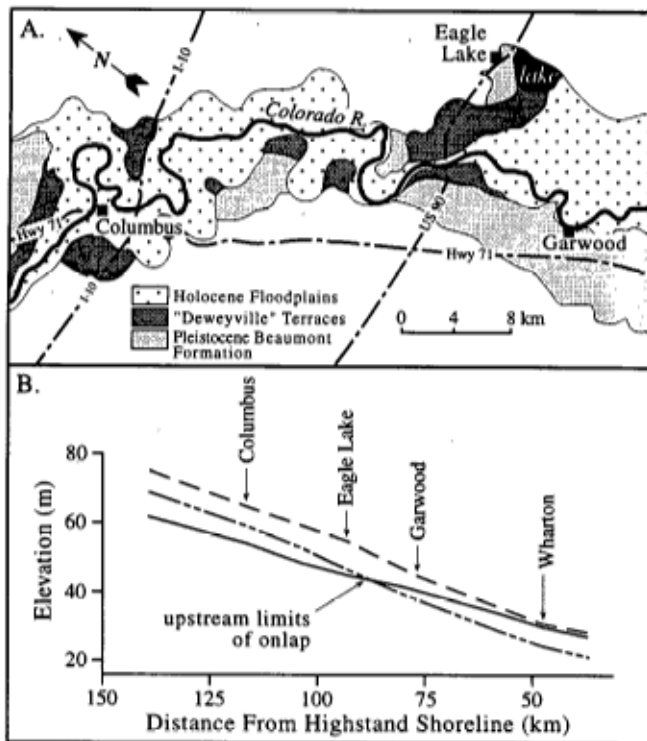 A.
N
I-10
Eagle
Lake
lake
Colorado R.
Hwy 71
Columbus
US 90
Garwood
Hwy 71
I-10
Holocene Floodplains
"Deweyville" Terraces
Pleistocene Beaumont
Formation
0 4 8 km
B.
Columbus
Eagle Lake
Garwood
Wharton
80
60
40
20
Elevation (m)
upstream limits
of onlap
150 125 100 75 50
Distance From Highstand Shoreline (km)